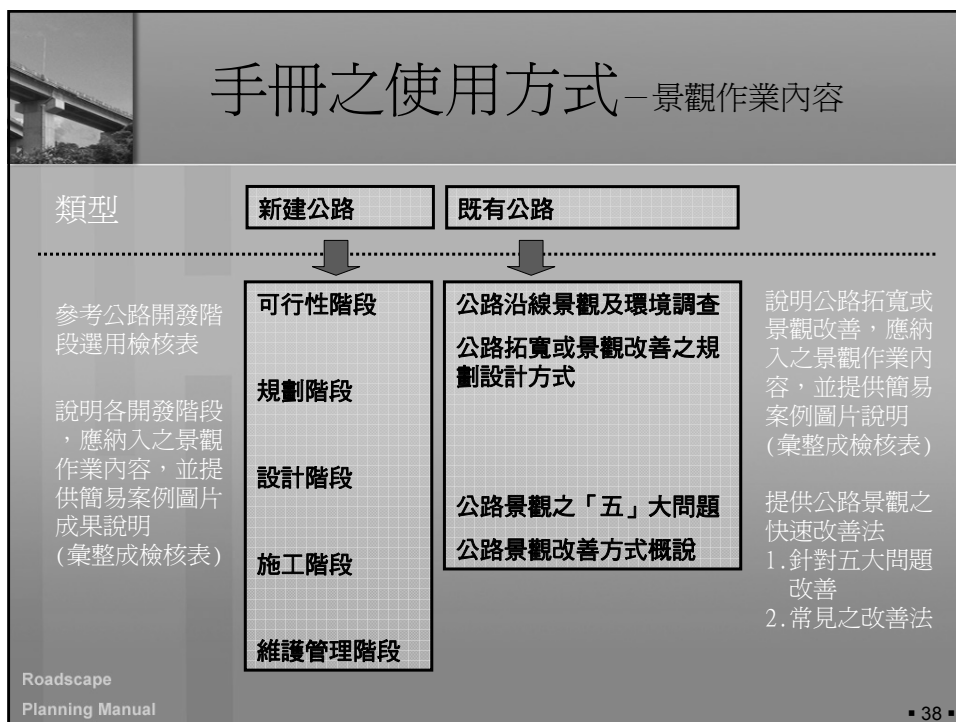 手冊之使用方式－景觀作業內容
類型
新建公路
既有公路
參考公路開發階
段選用檢核表
說明各開發階段
，應納入之景觀
作業內容，並提
供簡易案例圖片
成果說明
(彙整成檢核表)
可行性階段
規劃階段
設計階段
施工階段
維護管理階段
公路沿線景觀及環境調查
公路拓寬或景觀改善之規
劃設計方式
公路景觀之「五」大問題
公路景觀改善方式概說
說明公路拓寬或
景觀改善，應納
入之景觀作業內
容，並提供簡易
案例圖片說明
(彙整成檢核表)
提供公路景觀之
快速改善法
1.針對五大問題
改善
2.常見之改善法
Roadscape
Planning Manual
▪ 38 ▪